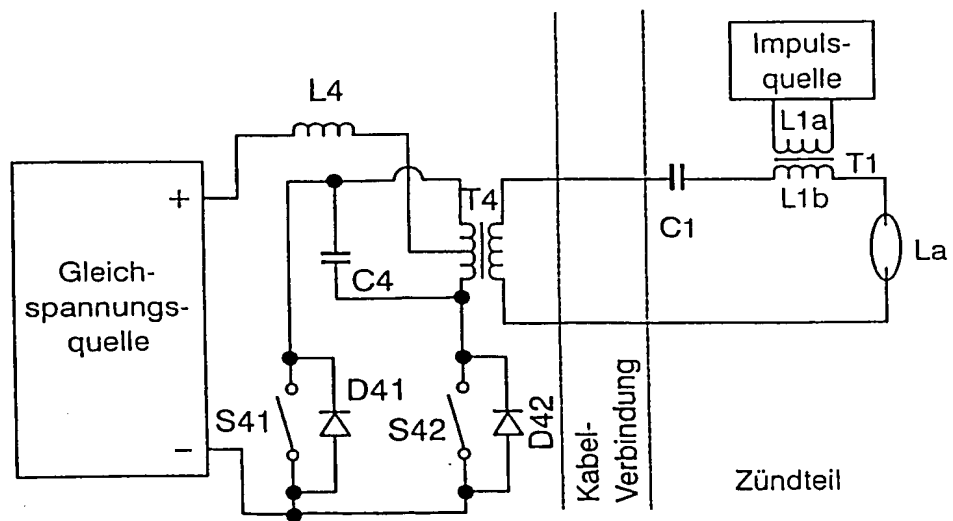 Impuls-
quelle
L4
L1a
T1
L1b
+
T4
C1
La
C4
Gleich-
spannungs-
quelle
D41
S41
S42
D42
−
Kabel-
Verbindung
Zündteil